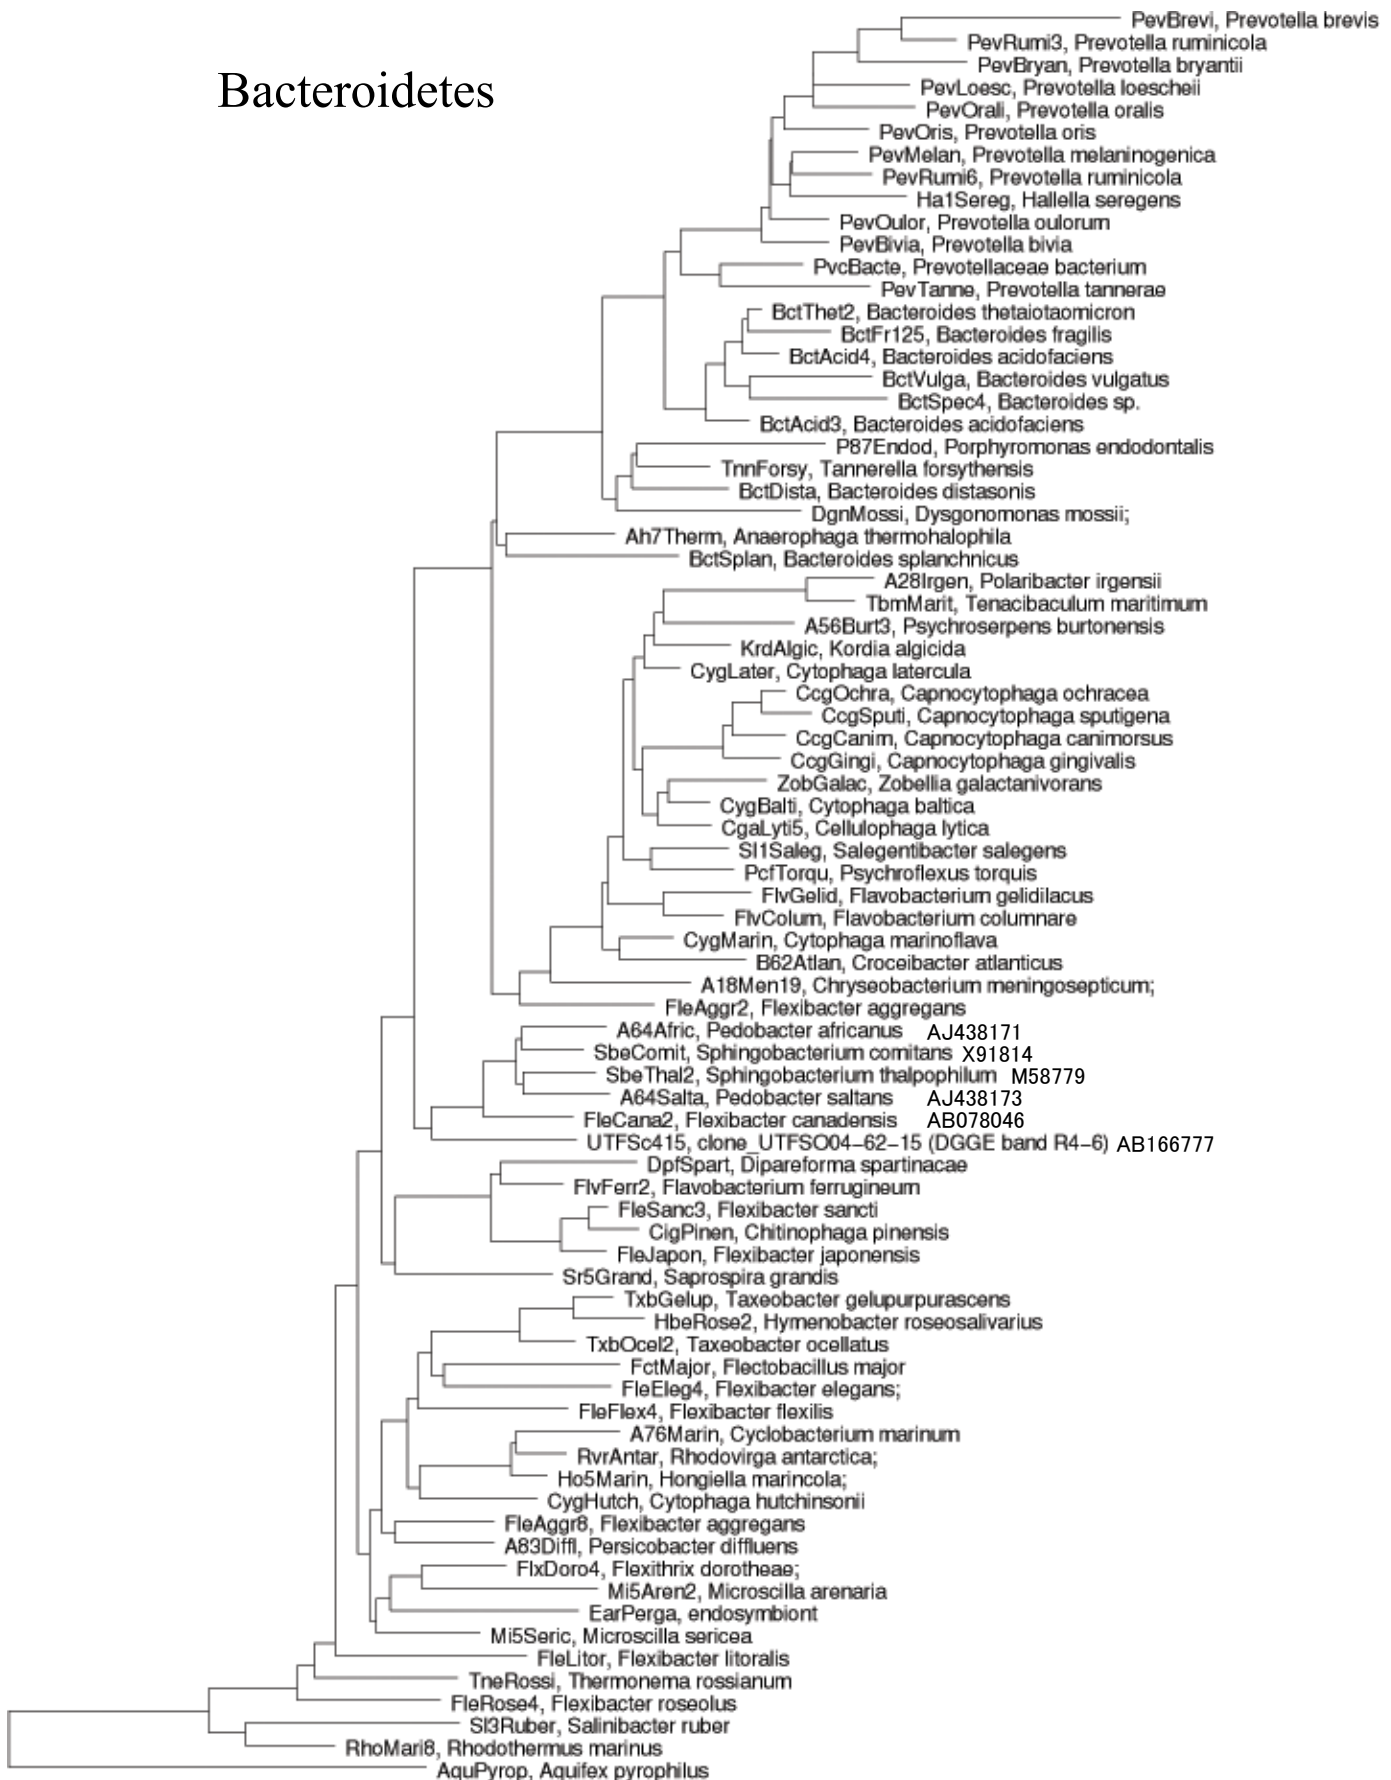 PevBrevi, Prevotella brevis
PevRumi3, Prevotella ruminicola
PevBryan, Prevotella bryantii
Bacteroidetes
PevLoesc, Prevotella loescheii
PevOrali, Prevotella oralis
PevOris, Prevotella oris
PevMelan, Prevotella melaninogenica
PevRumi6, Prevotella ruminicola
Ha1Sereg, Hallella seregens
PevOulor, Prevotella oulorum
PevBivia, Prevotella bivia
PvcBacte, Prevotellaceae bacterium
PevTanne, Prevotella tannerae
BctThet2, Bacteroides thetaiotaomicron
BctFr125, Bacteroides fragilis
BctAcid4, Bacteroides acidofaciens
BctVulga, Bacteroides vulgatus
BctSpec4, Bacteroides sp.
BctAcid3, Bacteroides acidofaciens
P87Endod, Porphyromonas endodontalis
TnnForsy, Tannerella forsythensis
BctDista, Bacteroides distasonis
DgnMossi, Dysgonomonas mossii;
Ah7Therm, Anaerophaga thermohalophila
BctSplan, Bacteroides splanchnicus
A28Irgen, Polaribacter irgensii
TbmMarit, Tenacibaculum maritimum
A56Burt3, Psychroserpens burtonensis
KrdAlgic, Kordia algicida
CygLater, Cytophaga latercula
CcgOchra, Capnocytophaga ochracea
CcgSputi, Capnocytophaga sputigena
CcgCanim, Capnocytophaga canimorsus
CcgGingi, Capnocytophaga gingivalis
ZobGalac, Zobellia galactanivorans
CygBalti, Cytophaga baltica
CgaLyti5, Cellulophaga lytica
Sl1Saleg, Salegentibacter salegens
PcfTorqu, Psychroflexus torquis
FlvGelid, Flavobacterium gelidilacus
FlvColum, Flavobacterium columnare
CygMarin, Cytophaga marinoflava
B62Atlan, Croceibacter atlanticus
A18Men19, Chryseobacterium meningosepticum;
FleAggr2, Flexibacter aggregans
A64Afric, Pedobacter africanus AJ438171
SbeComit, Sphingobacterium comitans X91814
SbeThal2, Sphingobacterium thalpophilum M58779
A64Salta, Pedobacter saltans AJ438173
FleCana2, Flexibacter canadensis AB078046
UTFSc415, clone_UTFSO04-62-15 (DGGE band R4-6) AB166777
DpfSpart, Dipareforma spartinacae
FlvFerr2, Flavobacterium ferrugineum
FleSanc3, Flexibacter sancti
CigPinen, Chitinophaga pinensis
FleJapon, Flexibacter japonensis
Sr5Grand, Saprospira grandis
TxbGelup, Taxeobacter gelupurpurascens
HbeRose2, Hymenobacter roseosalivarius
TxbOcel2, Taxeobacter ocellatus
FctMajor, Flectobacillus major
FleEleg4, Flexibacter elegans;
FleFlex4, Flexibacter flexilis
A76Marin, Cyclobacterium marinum
RvrAntar, Rhodovirga antarctica;
Ho5Marin, Hongiella marincola;
CygHutch, Cytophaga hutchinsonii
FleAggr8, Flexibacter aggregans
A83Diffl, Persicobacter diffluens
FlxDoro4, Flexithrix dorotheae;
Mi5Aren2, Microscilla arenaria
EarPerga, endosymbiont
Mi5Seric, Microscilla sericea
FleLitor, Flexibacter litoralis
TneRossi, Thermonema rossianum
FleRose4, Flexibacter roseolus
Sl3Ruber, Salinibacter ruber
RhoMari8, Rhodothermus marinus
AquPyrop, Aquifex pyrophilus